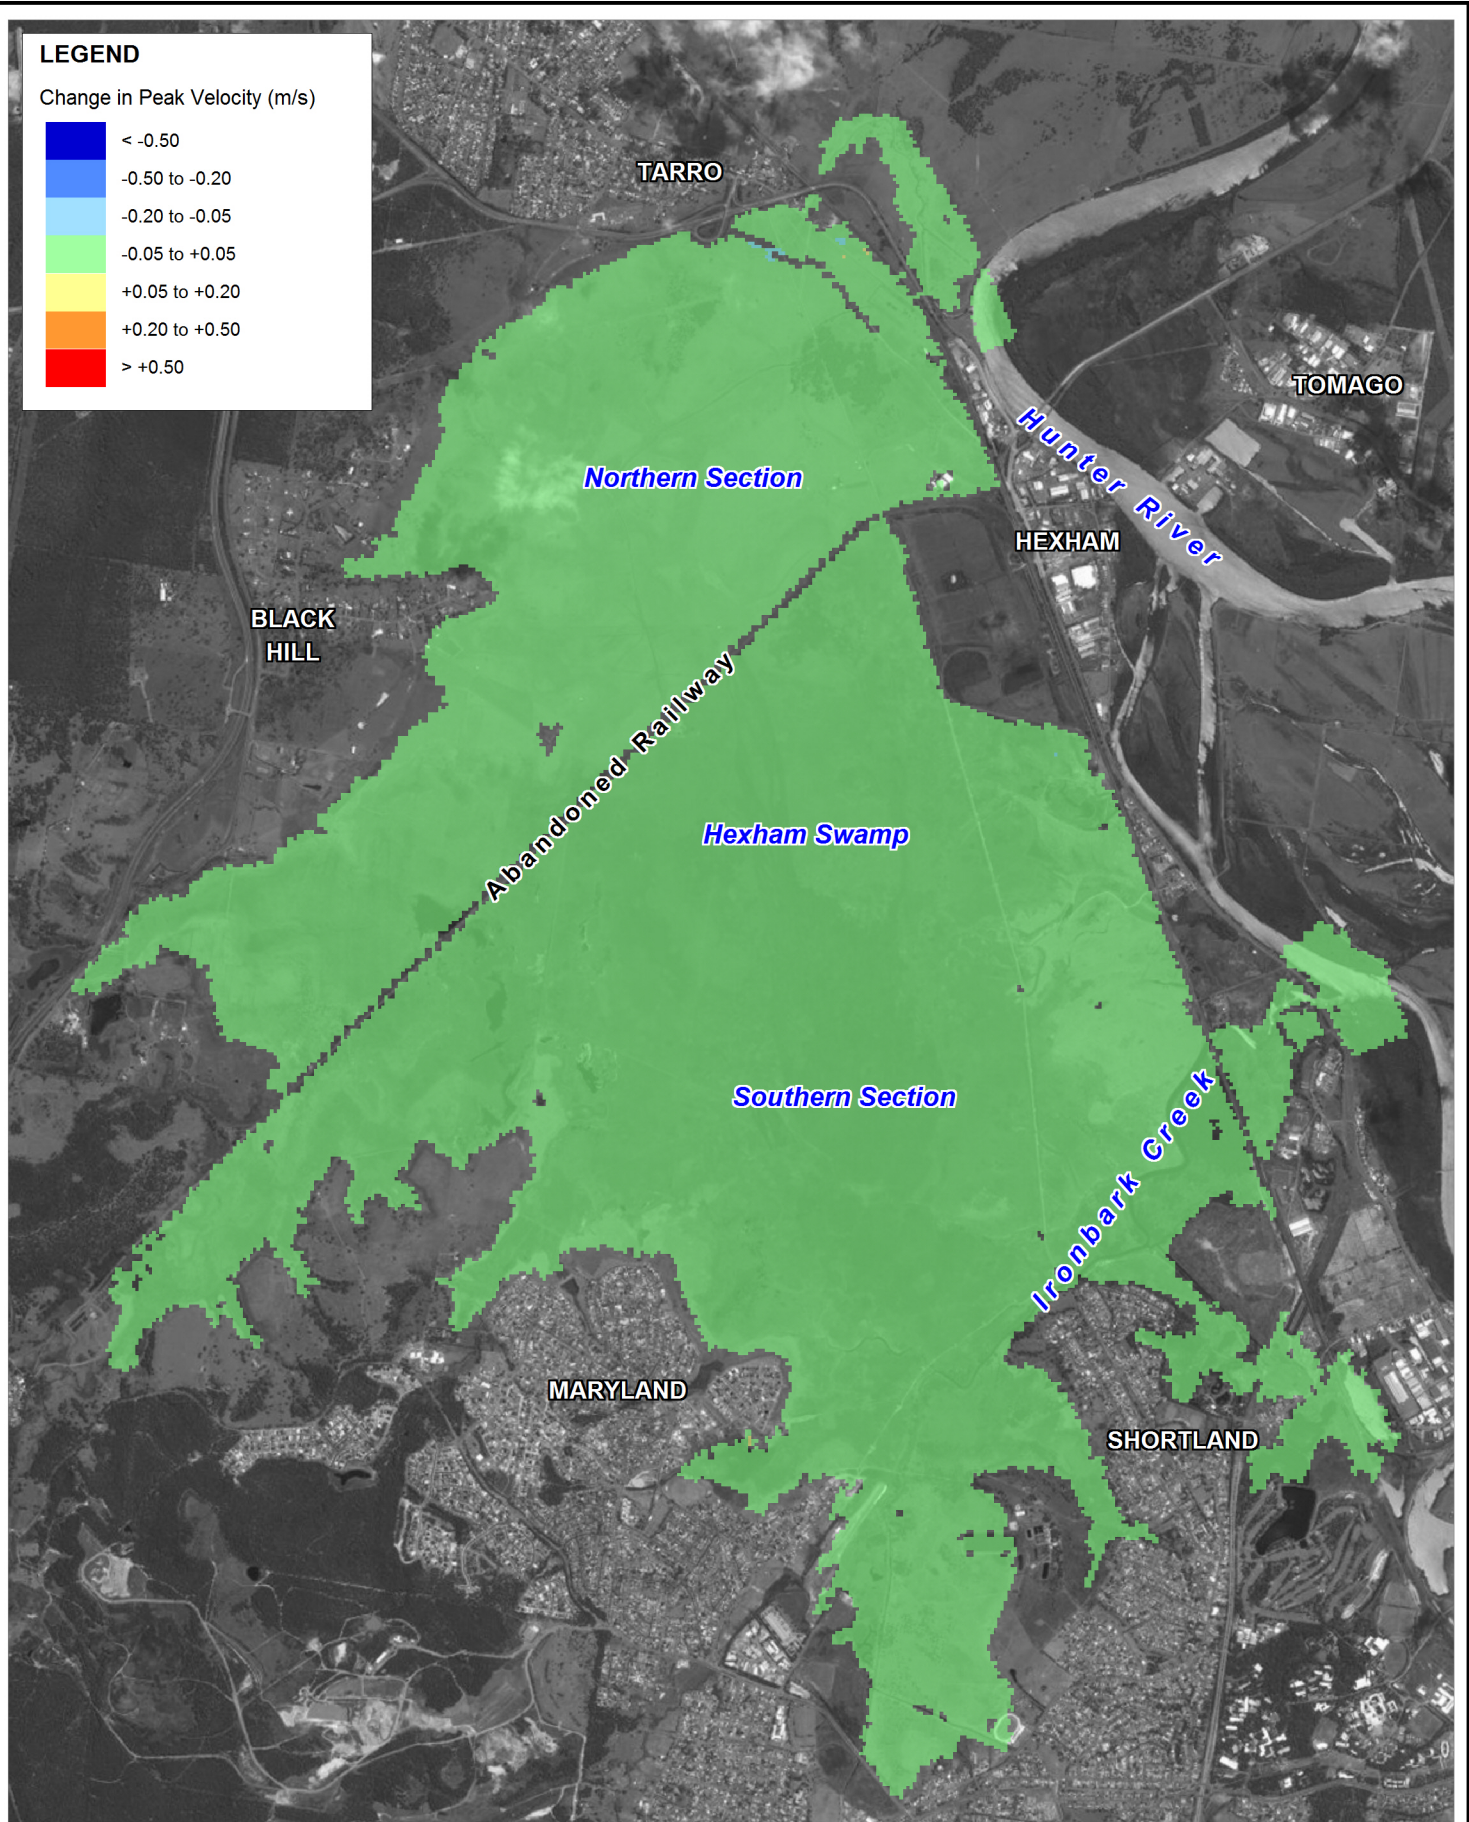 LEGEND
Change in Peak Velocity (m/s)
< -0.50
-0.50 to -0.20
-0.20 to -0.05
-0.05 to +0.05
+0.05 to +0.20
+0.20 to +0.50
> +0.50
TARRO
TOMAGO
Hunter River
Northern Section
HEXHAM
BLACK
HILL
Abandoned Railway
Hexham Swamp
Southern Section
Ironbark Creek
MARYLAND
SHORTLAND